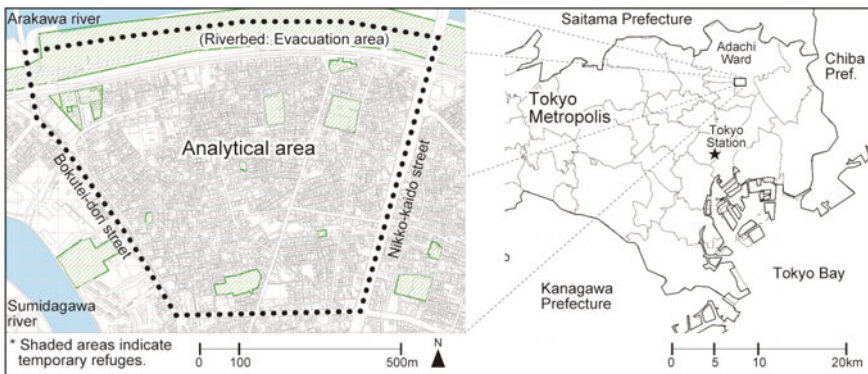 Arakawa river
(Riverbed: Evacuation area)
Analytical area
Bokutei-dori street
Nikko-kaido street
Sumidagawa
river
* Shaded areas indicate
temporary refuges.
0 100 500m
N
Saitama Prefecture
Adachi
Ward
Chiba
Pref.
Tokyo
Metropolis
Tokyo
Station
Kanagawa
Prefecture
Tokyo Bay
0 5 10 20km